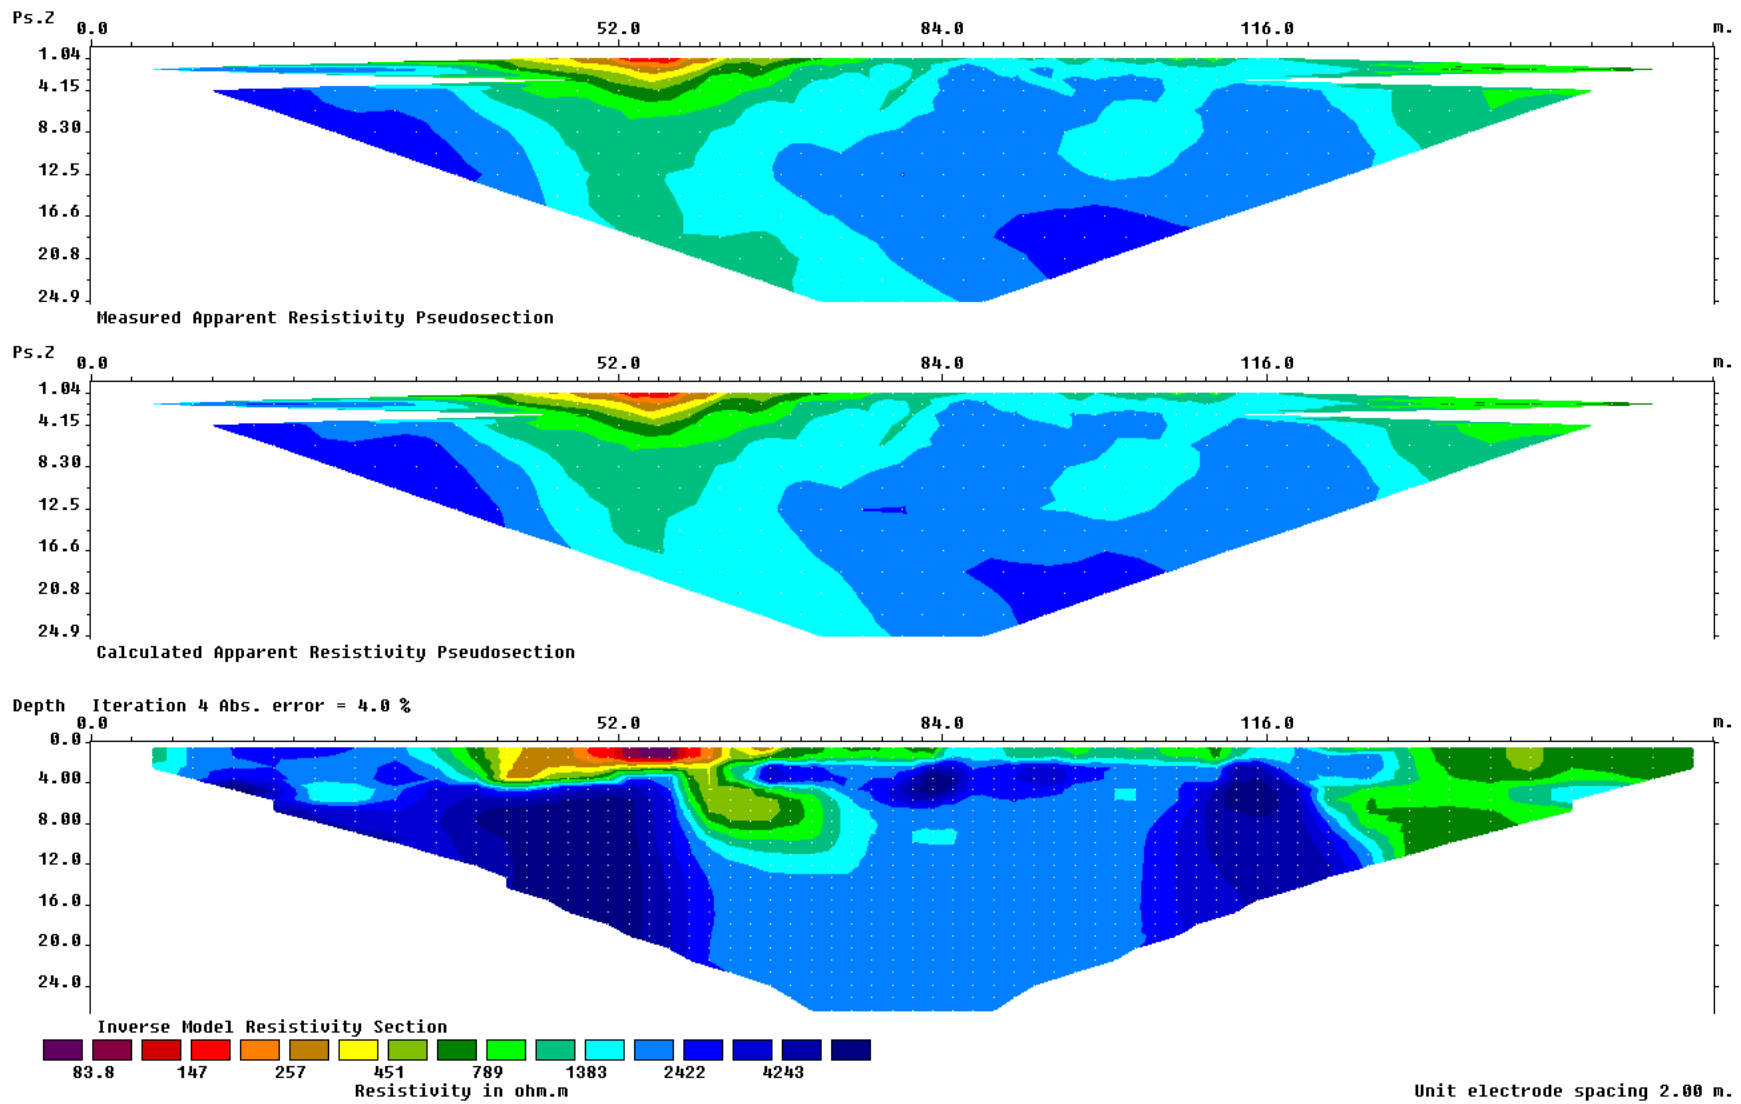 Ps.Z 0.0 52.0 84.0 116.0 m.
1.04
4.15
8.30
12.5
16.6
20.8
24.9
Measured Apparent Resistivity Pseudosection
Ps.Z 0.0 52.0 84.0 116.0 m.
1.04
4.15
8.30
12.5
16.6
20.8
24.9
Calculated Apparent Resistivity Pseudosection
Depth Iteration 4 Abs. error = 4.0 %
0.0 52.0 84.0 116.0 m.
0.0
4.00
8.00
12.0
16.0
20.0
24.0
Inverse Model Resistivity Section
83.8 147 257 451 789 1383 2422 4243
Resistivity in ohm.m
Unit electrode spacing 2.00 m.